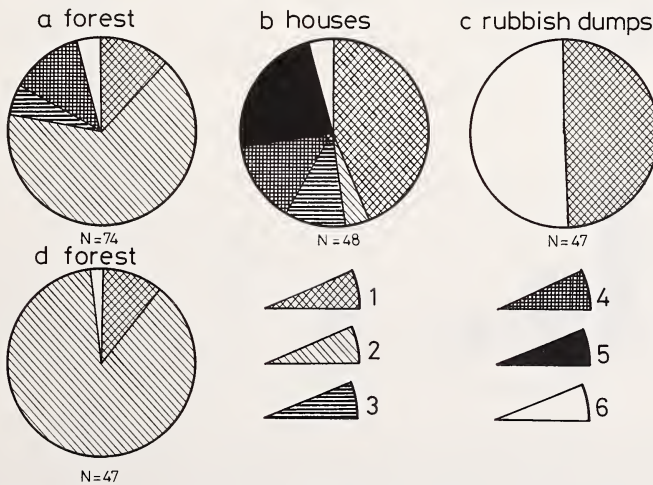 a forest
b houses
c rubbish dumps
N=74
N=48
N=47
d forest
1
4
2
5
3
6
N=47